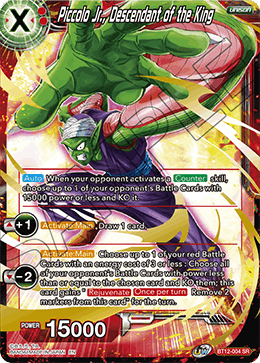 X
Piccolo Jr., Descendant of the King
UNISON
Auto When your opponent activates a Counter skill,
choose up to 1 of your opponent's Battle Cards with
15000 power or less and KO it.
+1 Activate Main Draw 1 card.
Activate Main Choose up to 1 of your red Battle
Cards with an energy cost of 3 or less : Choose all
-2 of your opponent's Battle Cards with power less
than or equal to the chosen card and KO them; this
card gains " Rejuvenate Once per turn Remove 2
markers from this card" for the turn.
POWER 15000
BT12-004 SR